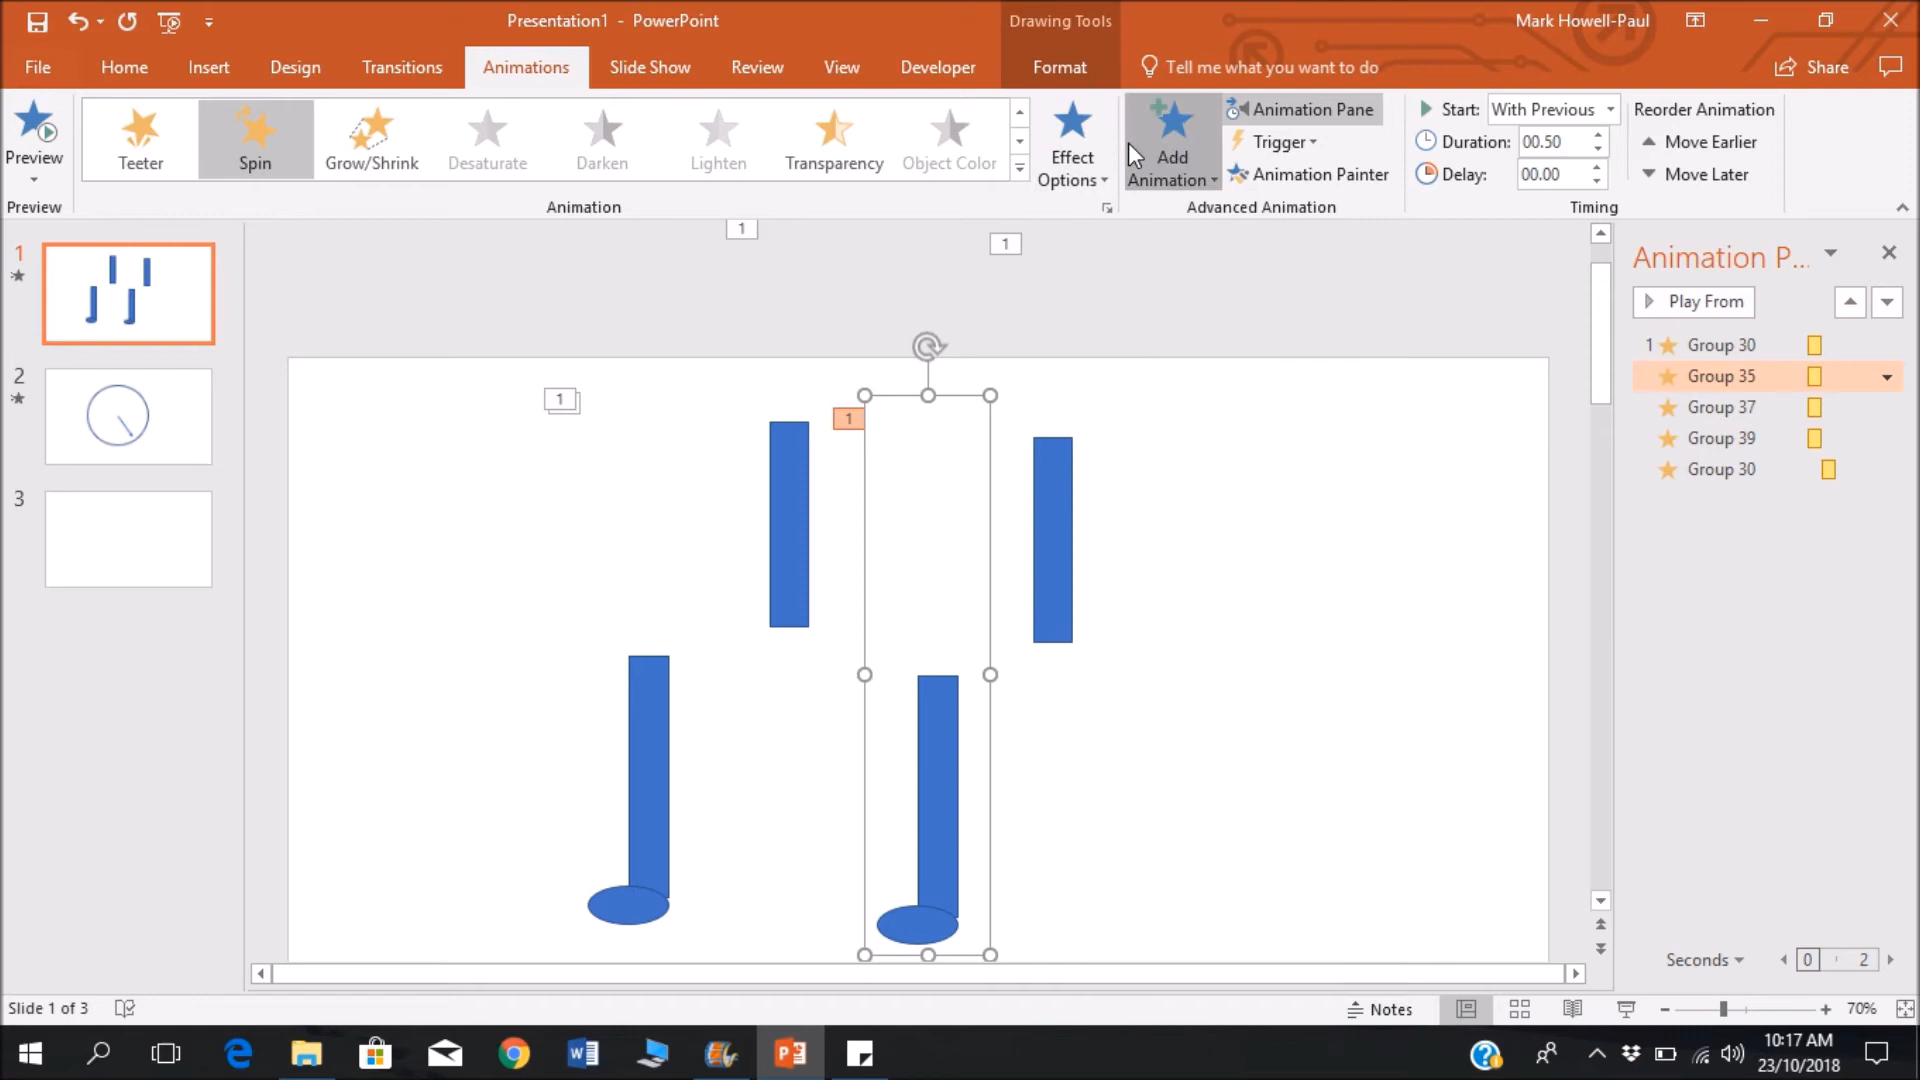 Presentation1 - PowerPoint
Drawing Tools
Mark Howell-Paul
File Home Insert Design Transitions Animations Slide Show Review View Developer Format Tell me what you want to do Share
Preview
Preview
Teeter Spin Grow/Shrink Desaturate Darken Lighten Transparency Object Color
Animation
Effect
Options
Add
Animation
Animation Pane
Trigger
Animation Painter
Advanced Animation
Start: With Previous
Duration: 00.50
Delay: 00.00
Timing
Reorder Animation
Move Earlier
Move Later
1
2
3
1
1
1
1
Animation P...
Play From
1 Group 30
Group 35
Group 37
Group 39
Group 30
Seconds 0 2
Slide 1 of 3
Notes
70%
10:17 AM
23/10/2018